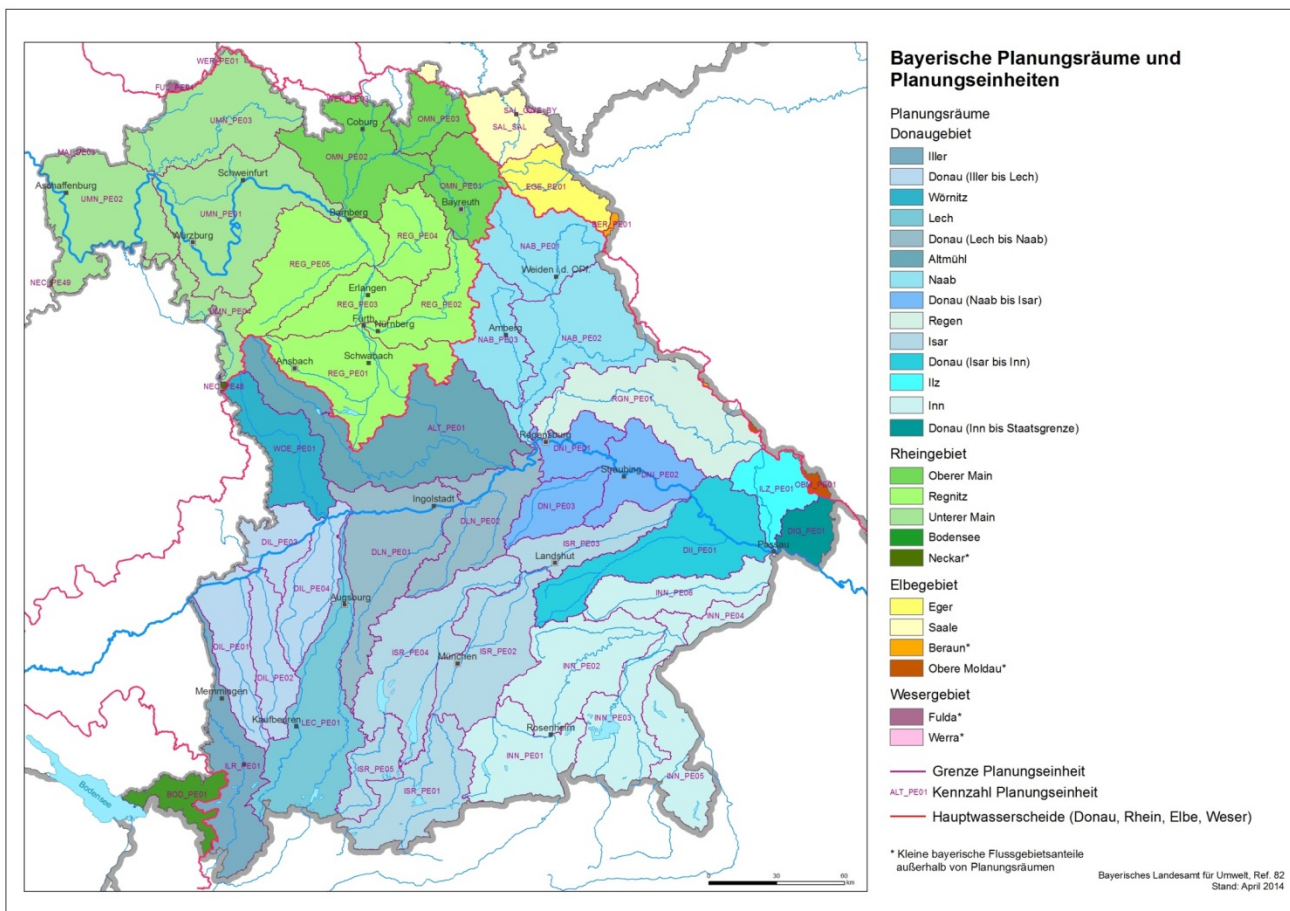 Bayerische Planungsräume und
Planungseinheiten
Planungsräume
Donaugebiet
Iller
Donau (Iller bis Lech)
Wörnitz
Lech
Donau (Lech bis Naab)
Altmühl
Naab
Donau (Naab bis Isar)
Regen
Isar
Donau (Isar bis Inn)
Ilz
Inn
Donau (Inn bis Staatsgrenze)
Rheingebiet
Oberer Main
Regnitz
Unterer Main
Bodensee
Neckar*
Elbegebiet
Eger
Saale
Beraun*
Obere Moldau*
Wesergebiet
Fulda*
Werra*
Grenze Planungseinheit
ALT_PE01 Kennzahl Planungseinheit
Hauptwasserscheide (Donau, Rhein, Elbe, Weser)
* Kleine bayerische Flussgebietsanteile
außerhalb von Planungsräumen
Bayerisches Landesamt für Umwelt, Ref. 82
Stand: April 2014
WER_PE01
UMN_PE03
Coburg
OMN_PE03
SAL_SAL
OMN_PE02
Aschaffenburg
Schweinfurt
UMN_PE02
EGE_PE01
OMN_PE01
Bayreuth
UMN_PE01
Bamberg
BER_PE01
Würzburg
REG_PE04
NAB_PE01
REG_PE05
Weiden i.d. OPf.
NEC_PE49
Erlangen
REG_PE03
REG_PE02
UMN_PE04
Fürth
Nürnberg
Amberg
NAB_PE03
NAB_PE02
Ansbach
Schwabach
REG_PE01
NEC_PE48
RGN_PE01
ALT_PE01
Regensburg
WOE_PE01
DNI_PE01
Straubing
DNI_PE02
ILZ_PE01
OBM_PE01
Ingolstadt
DNI_PE03
DLN_PE02
DIG_PE01
DIL_PE03
DLN_PE01
ISR_PE03
DII_PE01
Passau
Landshut
DIL_PE04
Augsburg
INN_PE06
INN_PE04
DIL_PE01
ISR_PE04
München
ISR_PE02
INN_PE02
DIL_PE02
Memmingen
Kaufbeuren
LEC_PE01
INN_PE03
Rosenheim
ILR_PE01
ISR_PE05
INN_PE01
INN_PE05
Bodensee
BOD_PE01
ISR_PE01
0 30 60
km